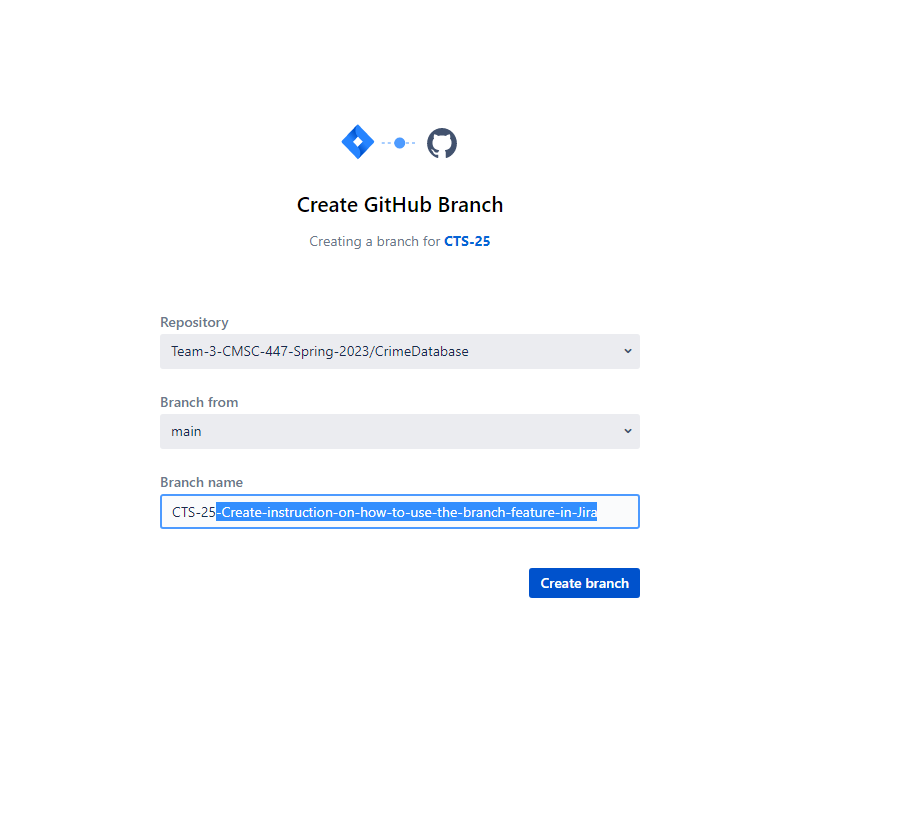 Create GitHub Branch
Creating a branch for CTS-25
Repository
Team-3-CMSC-447-Spring-2023/CrimeDatabase
Branch from
main
Branch name
CTS-25-Create-instruction-on-how-to-use-the-branch-feature-in-Jira
Create branch